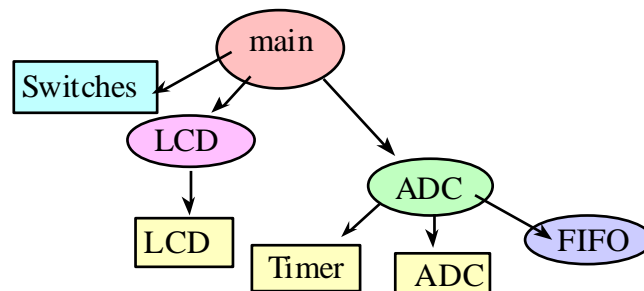 main
Switches
LCD
ADC
LCD
FIFO
Timer
ADC